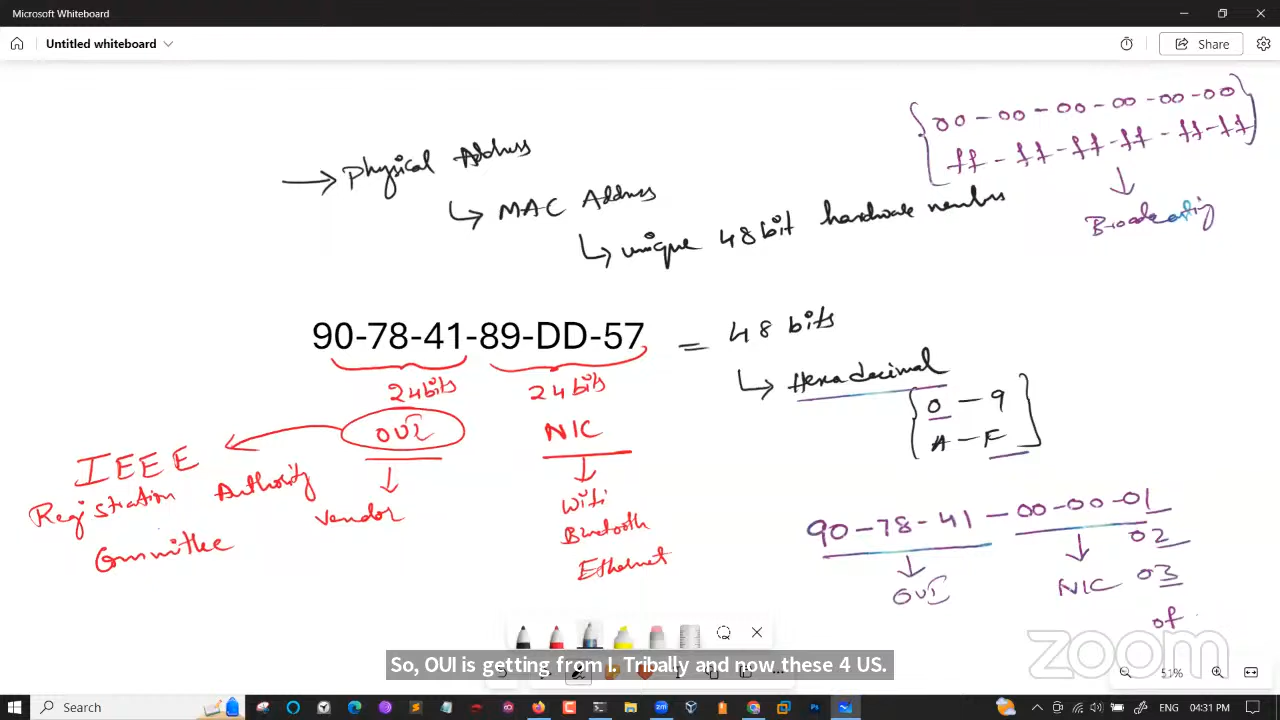 Microsoft Whiteboard
Untitled whiteboard
Share
00 - 00 - 00 - 00 - 00 - 00
ff - ff - ff - ff - ff - ff
Broadcasting
Physical Address
MAC Address
unique 48 bit hardware numbers
90-78-41-89-DD-57 = 48 bits
24 bits 24 bits
Hexadecimal
0 - 9
A - F
OUI NIC
IEEE
Registration Authority
Committee
Vendor
Wifi
Bluetooth
Ethernet
90 - 78 - 41 - 00 - 00 - 01
02
OUI NIC 03
of
zoom
So, OUI is getting from I. Tribally and now these 4 US.
51%
Search
ENG 04:31 PM